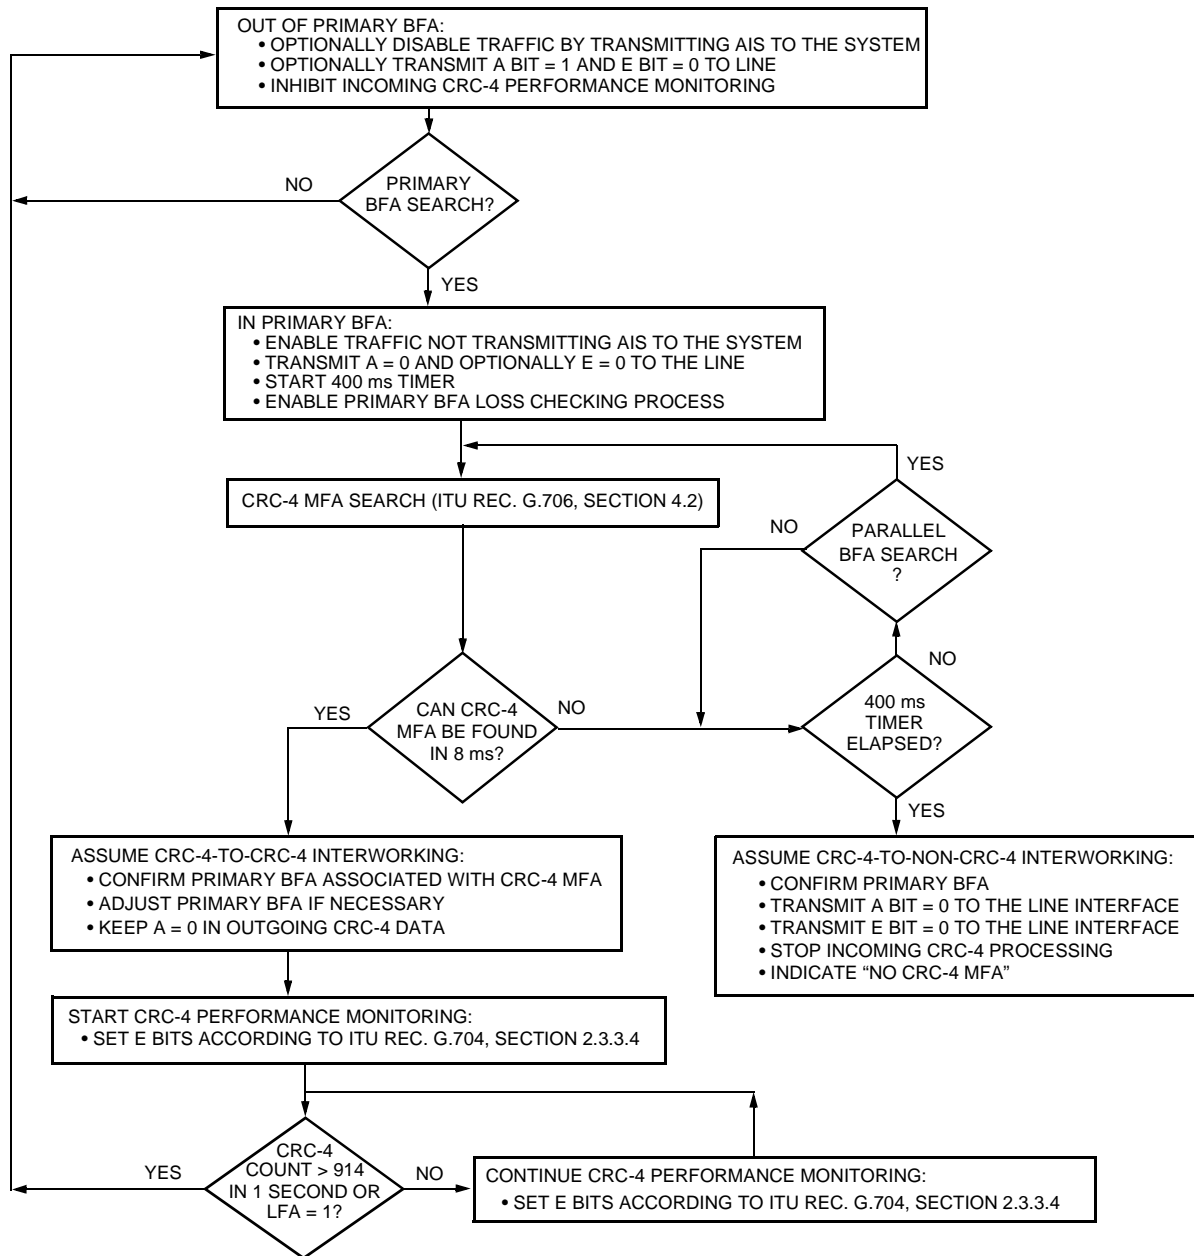 OUT OF PRIMARY BFA:
• OPTIONALLY DISABLE TRAFFIC BY TRANSMITTING AIS TO THE SYSTEM
• OPTIONALLY TRANSMIT A BIT = 1 AND E BIT = 0 TO LINE
• INHIBIT INCOMING CRC-4 PERFORMANCE MONITORING
NO
PRIMARY
BFA SEARCH?
YES
IN PRIMARY BFA:
• ENABLE TRAFFIC NOT TRANSMITTING AIS TO THE SYSTEM
• TRANSMIT A = 0 AND OPTIONALLY E = 0 TO THE LINE
• START 400 ms TIMER
• ENABLE PRIMARY BFA LOSS CHECKING PROCESS
YES
CRC-4 MFA SEARCH (ITU REC. G.706, SECTION 4.2)
NO
PARALLEL
BFA SEARCH
?
NO
YES
CAN CRC-4
MFA BE FOUND
IN 8 ms?
NO
400 ms
TIMER
ELAPSED?
YES
ASSUME CRC-4-TO-CRC-4 INTERWORKING:
• CONFIRM PRIMARY BFA ASSOCIATED WITH CRC-4 MFA
• ADJUST PRIMARY BFA IF NECESSARY
• KEEP A = 0 IN OUTGOING CRC-4 DATA
ASSUME CRC-4-TO-NON-CRC-4 INTERWORKING:
• CONFIRM PRIMARY BFA
• TRANSMIT A BIT = 0 TO THE LINE INTERFACE
• TRANSMIT E BIT = 0 TO THE LINE INTERFACE
• STOP INCOMING CRC-4 PROCESSING
• INDICATE “NO CRC-4 MFA”
START CRC-4 PERFORMANCE MONITORING:
• SET E BITS ACCORDING TO ITU REC. G.704, SECTION 2.3.3.4
YES
CRC-4
COUNT > 914
IN 1 SECOND OR
LFA = 1?
NO
CONTINUE CRC-4 PERFORMANCE MONITORING:
• SET E BITS ACCORDING TO ITU REC. G.704, SECTION 2.3.3.4